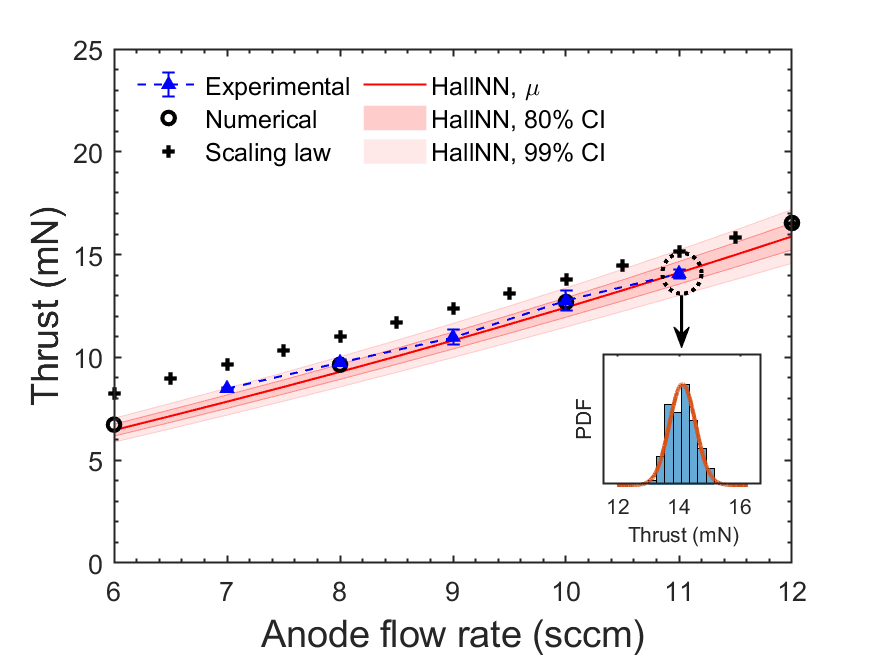 25
20
15
10
5
0
Thrust (mN)
Experimental
Numerical
Scaling law
HallNN, μ
HallNN, 80% CI
HallNN, 99% CI
PDF
12 14 16
Thrust (mN)
6 7 8 9 10 11 12
Anode flow rate (sccm)